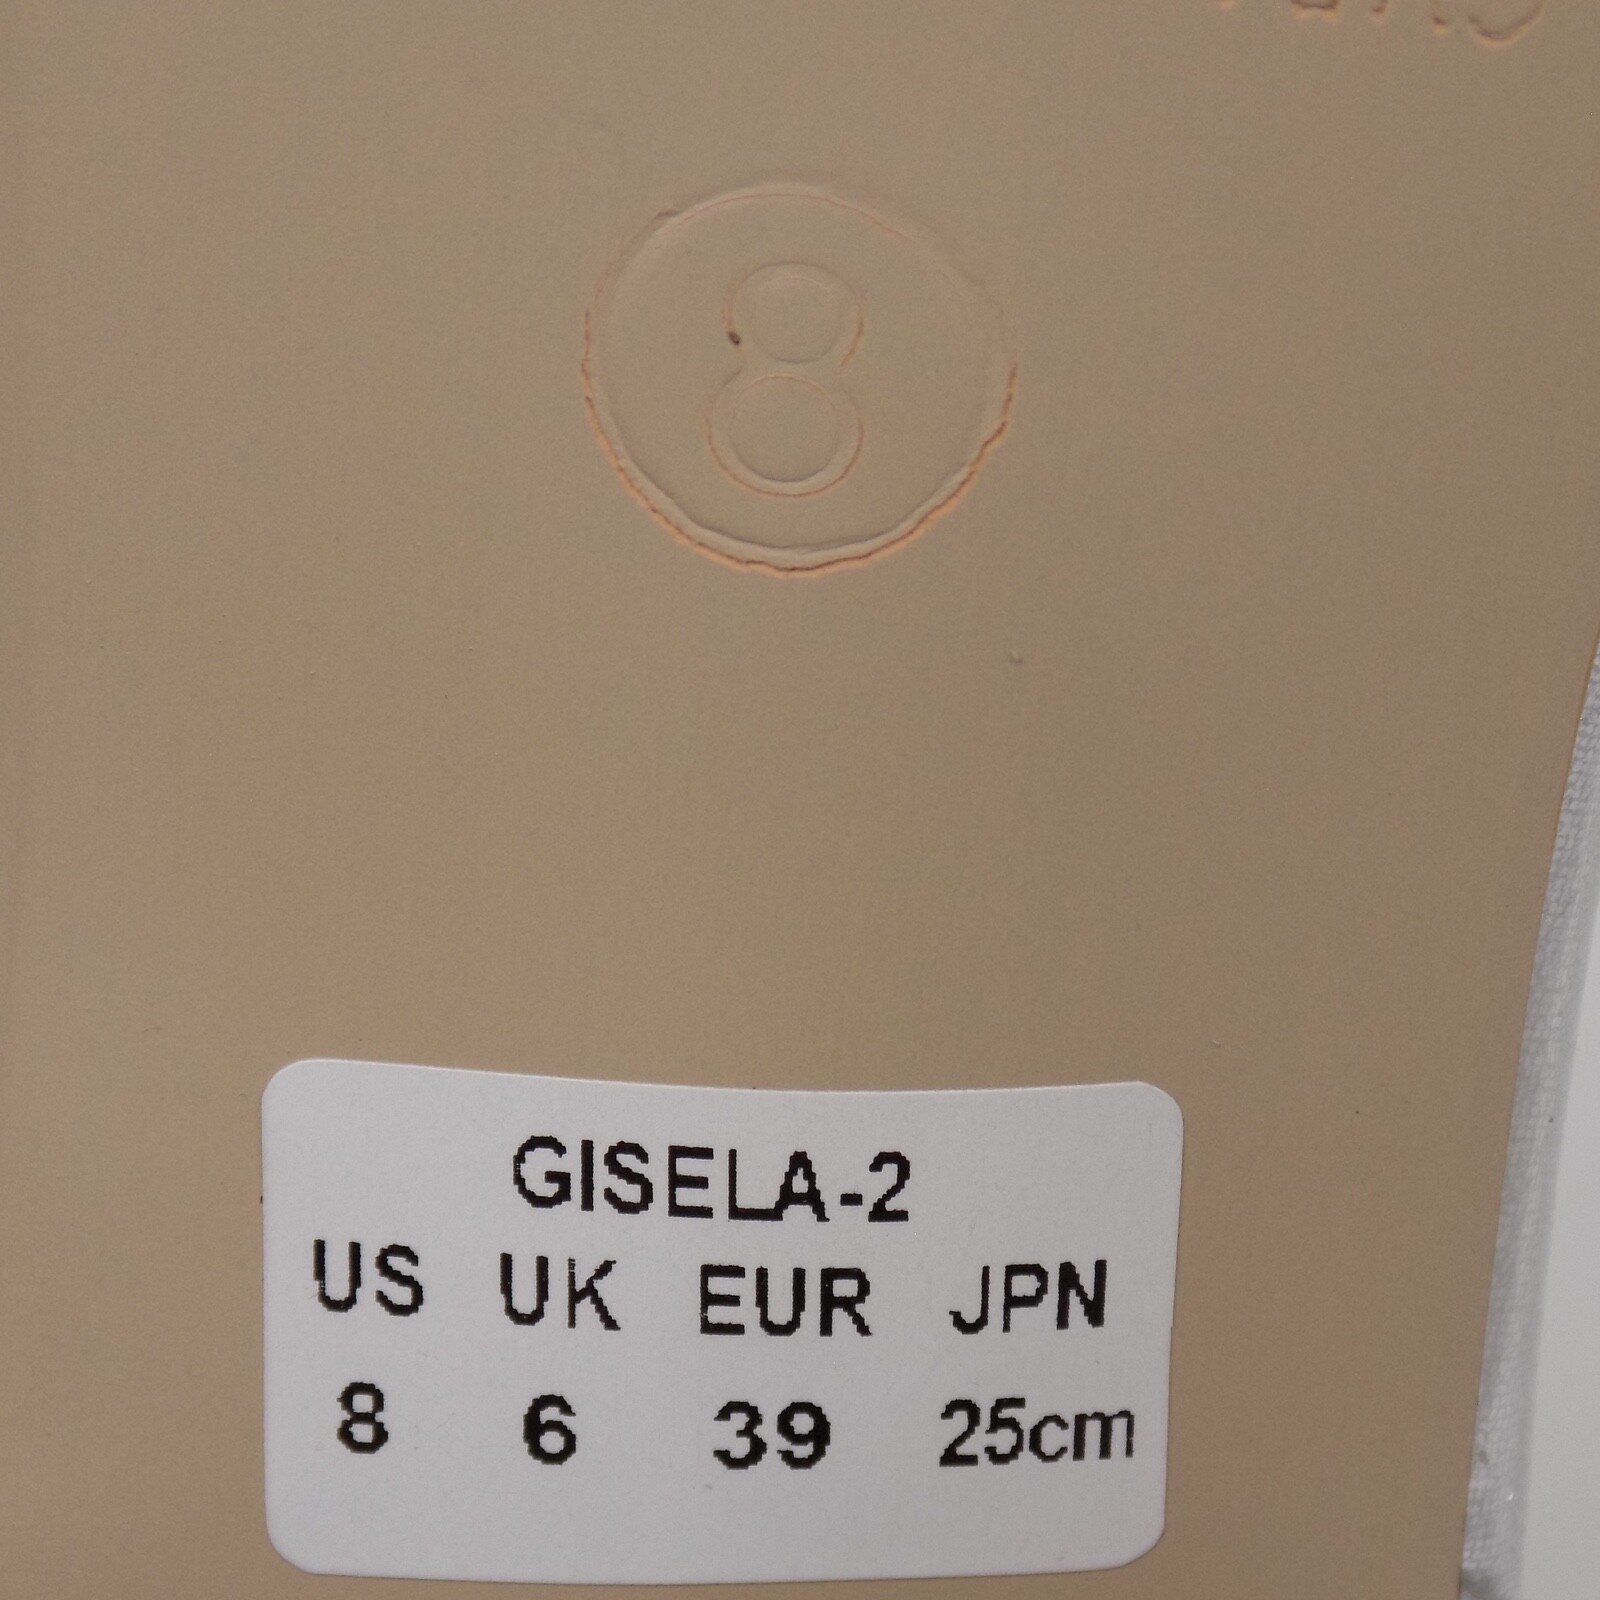 8
GISELA-2
US UK EUR JPN
8 6 39 25cm